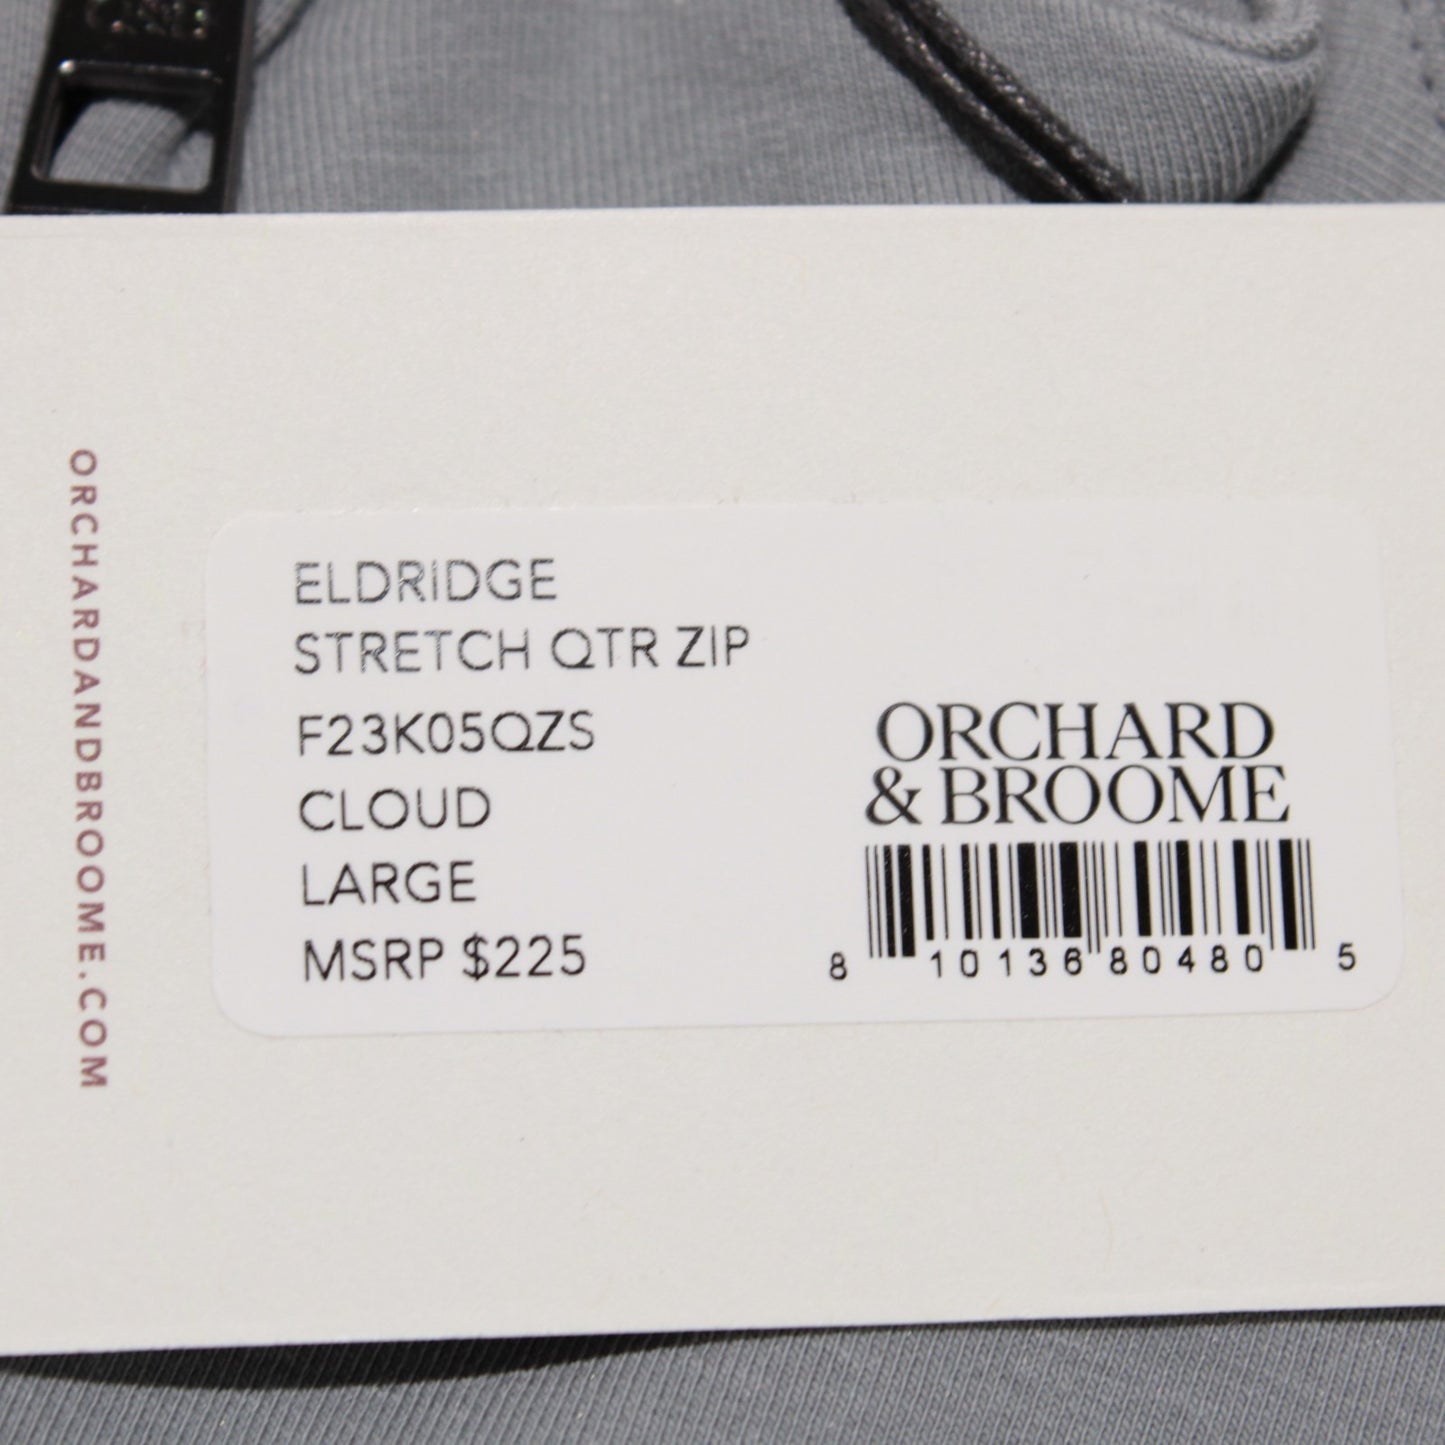 ORCHARDANDBROOME.COM
ELDRIDGE
STRETCH QTR ZIP
F23K05QZS
CLOUD
LARGE
MSRP $225
ORCHARD
& BROOME
8 10136 80480 5